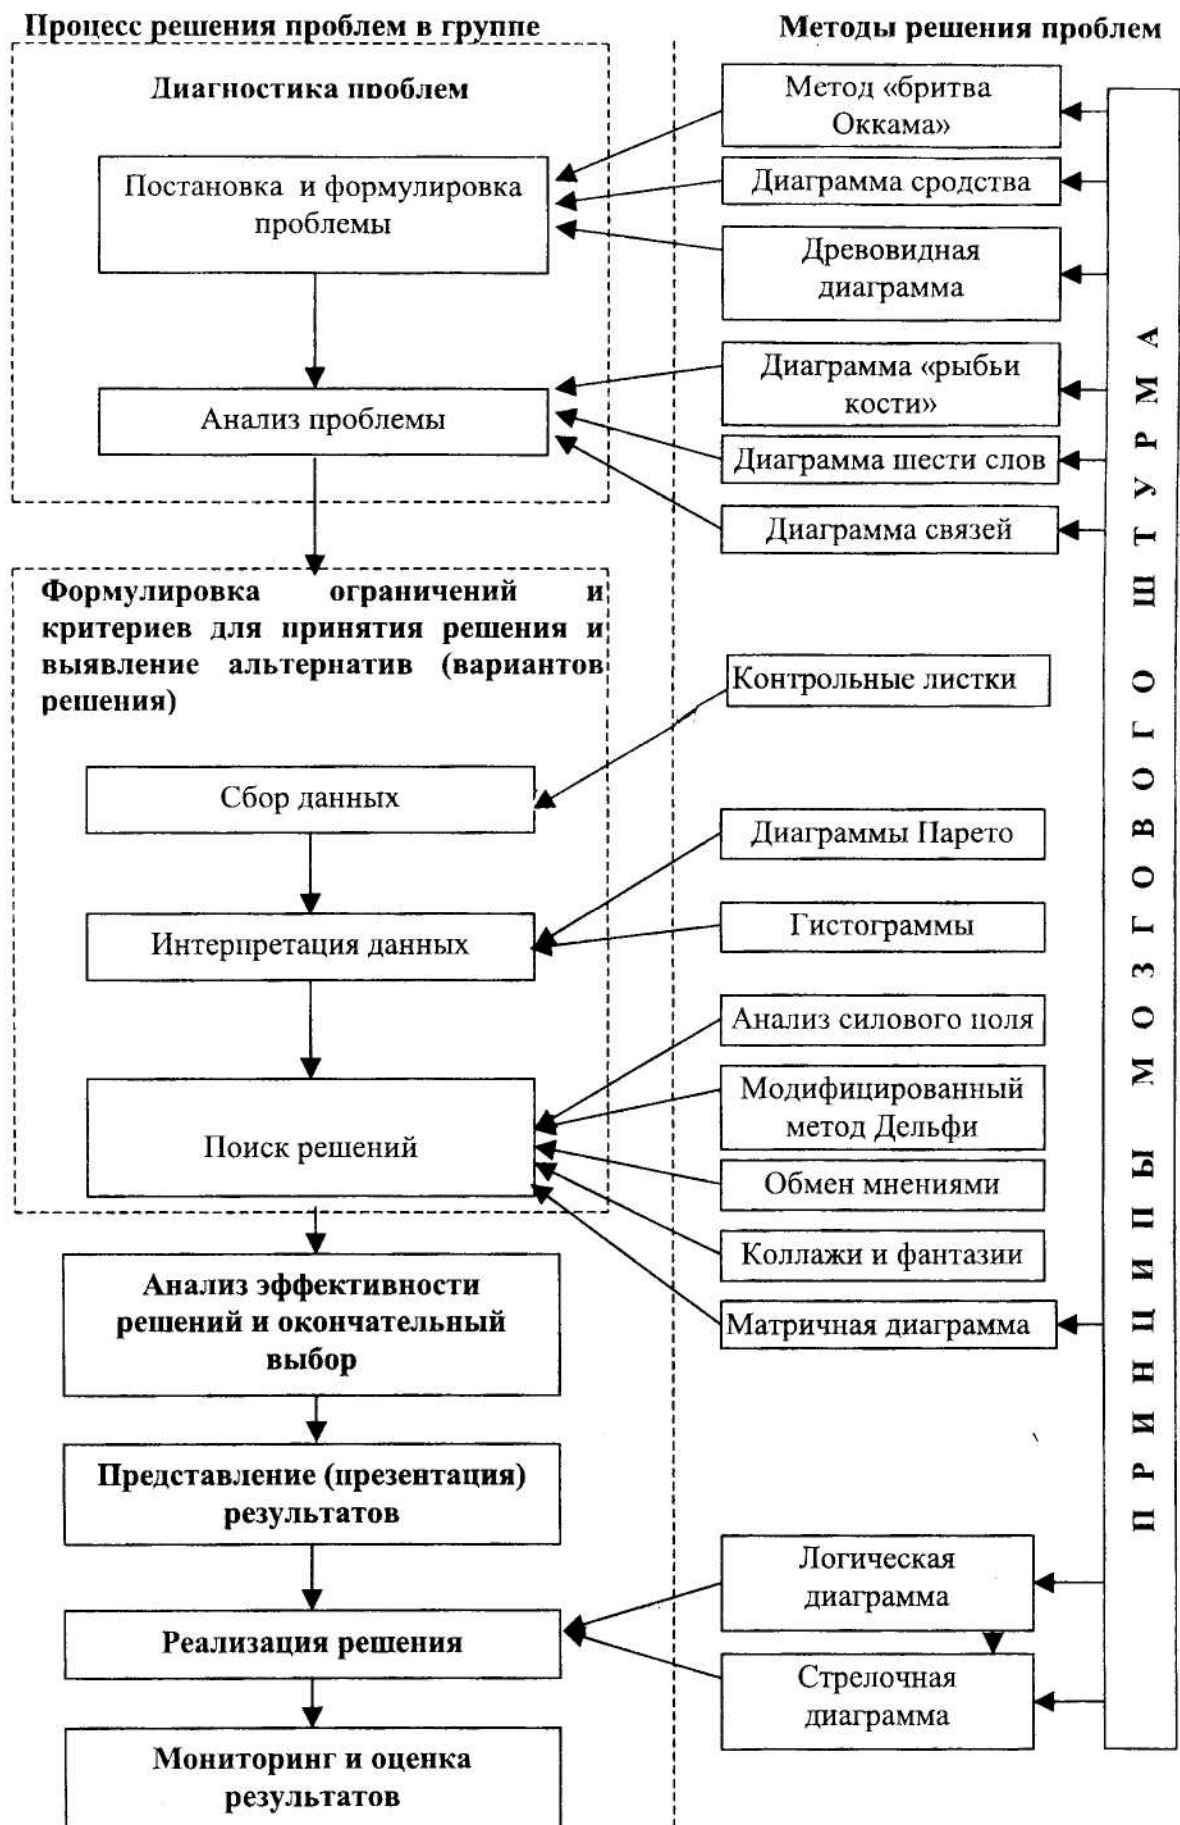 Процесс решения проблем в группе
Диагностика проблем
Постановка и формулировка
проблемы
Анализ проблемы
Формулировка ограничений и
критериев для принятия решения и
выявление альтернатив (вариантов
решения)
Сбор данных
Интерпретация данных
Поиск решений
Анализ эффективности
решений и окончательный
выбор
Представление (презентация)
результатов
Реализация решения
Мониторинг и оценка
результатов
Методы решения проблем
Метод «бритва
Оккама»
Диаграмма сродства
Древовидная
диаграмма
Диаграмма «рыбьи
кости»
Диаграмма шести слов
Диаграмма связей
Контрольные листки
Диаграммы Парето
Гистограммы
Анализ силового поля
Модифицированный
метод Дельфи
Обмен мнениями
Коллажи и фантазии
Матричная диаграмма
Логическая
диаграмма
Стрелочная
диаграмма
ПРИНЦИПЫ МОЗГОВОГО ШТУРМА